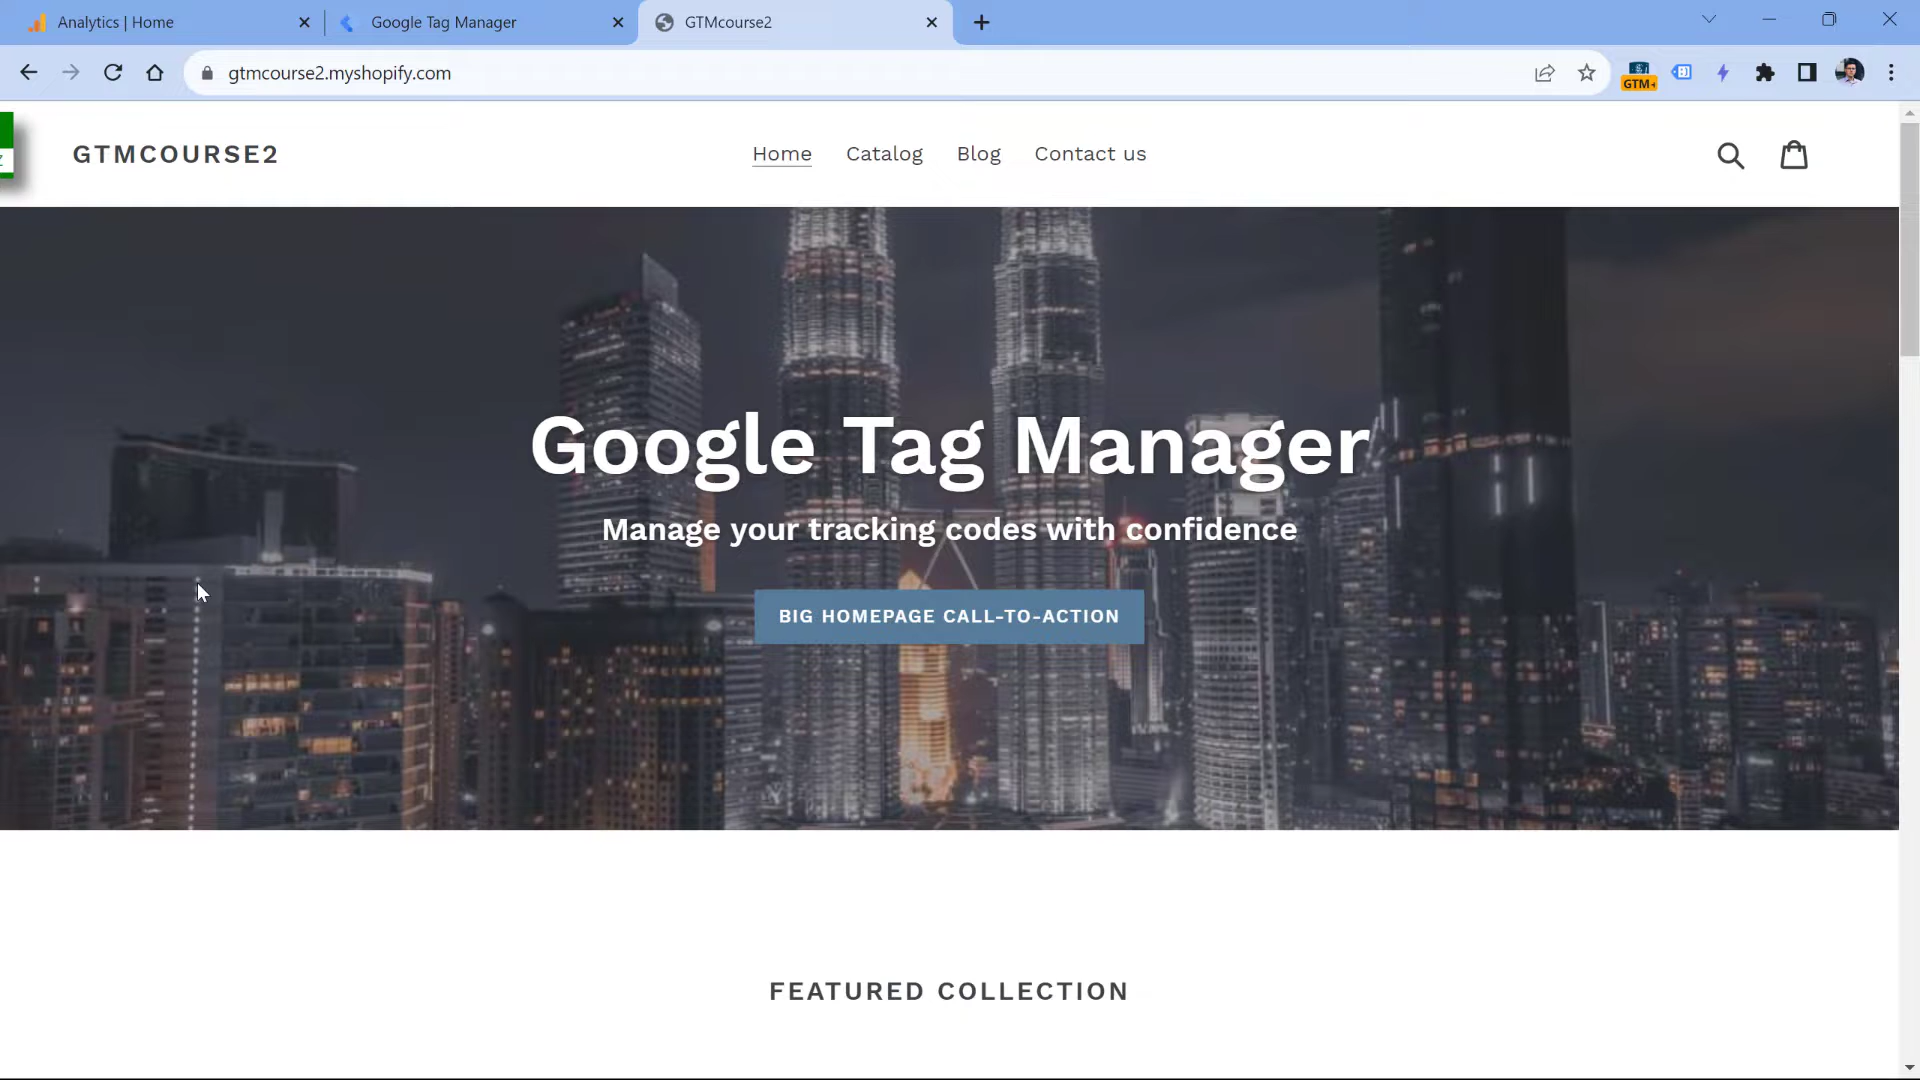 Analytics | Home
Google Tag Manager
GTMcourse2
gtmcourse2.myshopify.com
GTM
GTMCOURSE2
Home
Catalog
Blog
Contact us
Google Tag Manager
Manage your tracking codes with confidence
BIG HOMEPAGE CALL-TO-ACTION
FEATURED COLLECTION